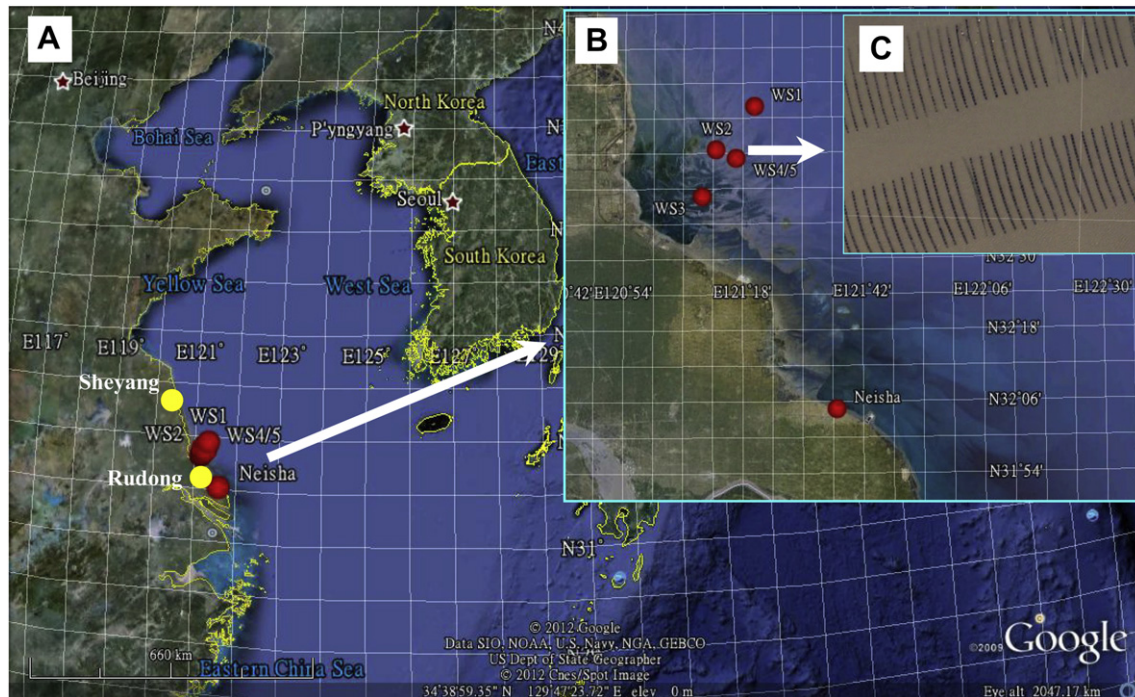 A
B
C
Beijing
North Korea
P'yngyang
Bohai Sea
Seoul
South Korea
Yellow Sea
West Sea
E117°
E119°
E121°
E123°
E125°
Sheyang
WS1
WS2
WS4/5
Rudong
Neisha
N31°
Eastern China Sea
660 km
WS1
WS2
WS4/5
WS3
N32°30'
E120°54'
E121°18'
E121°42'
E122°06'
E122°30'
N32°18'
N32°06'
Neisha
N31°54'
© 2012 Google
Data SIO, NOAA, U.S. Navy, NGA, GEBCO
US Dept of State Geographer
© 2012 Cnes/Spot Image
34°38'59.35" N 129°47'23.72" E elev 0 m
©2009 Google
Eye alt 2047.17 km